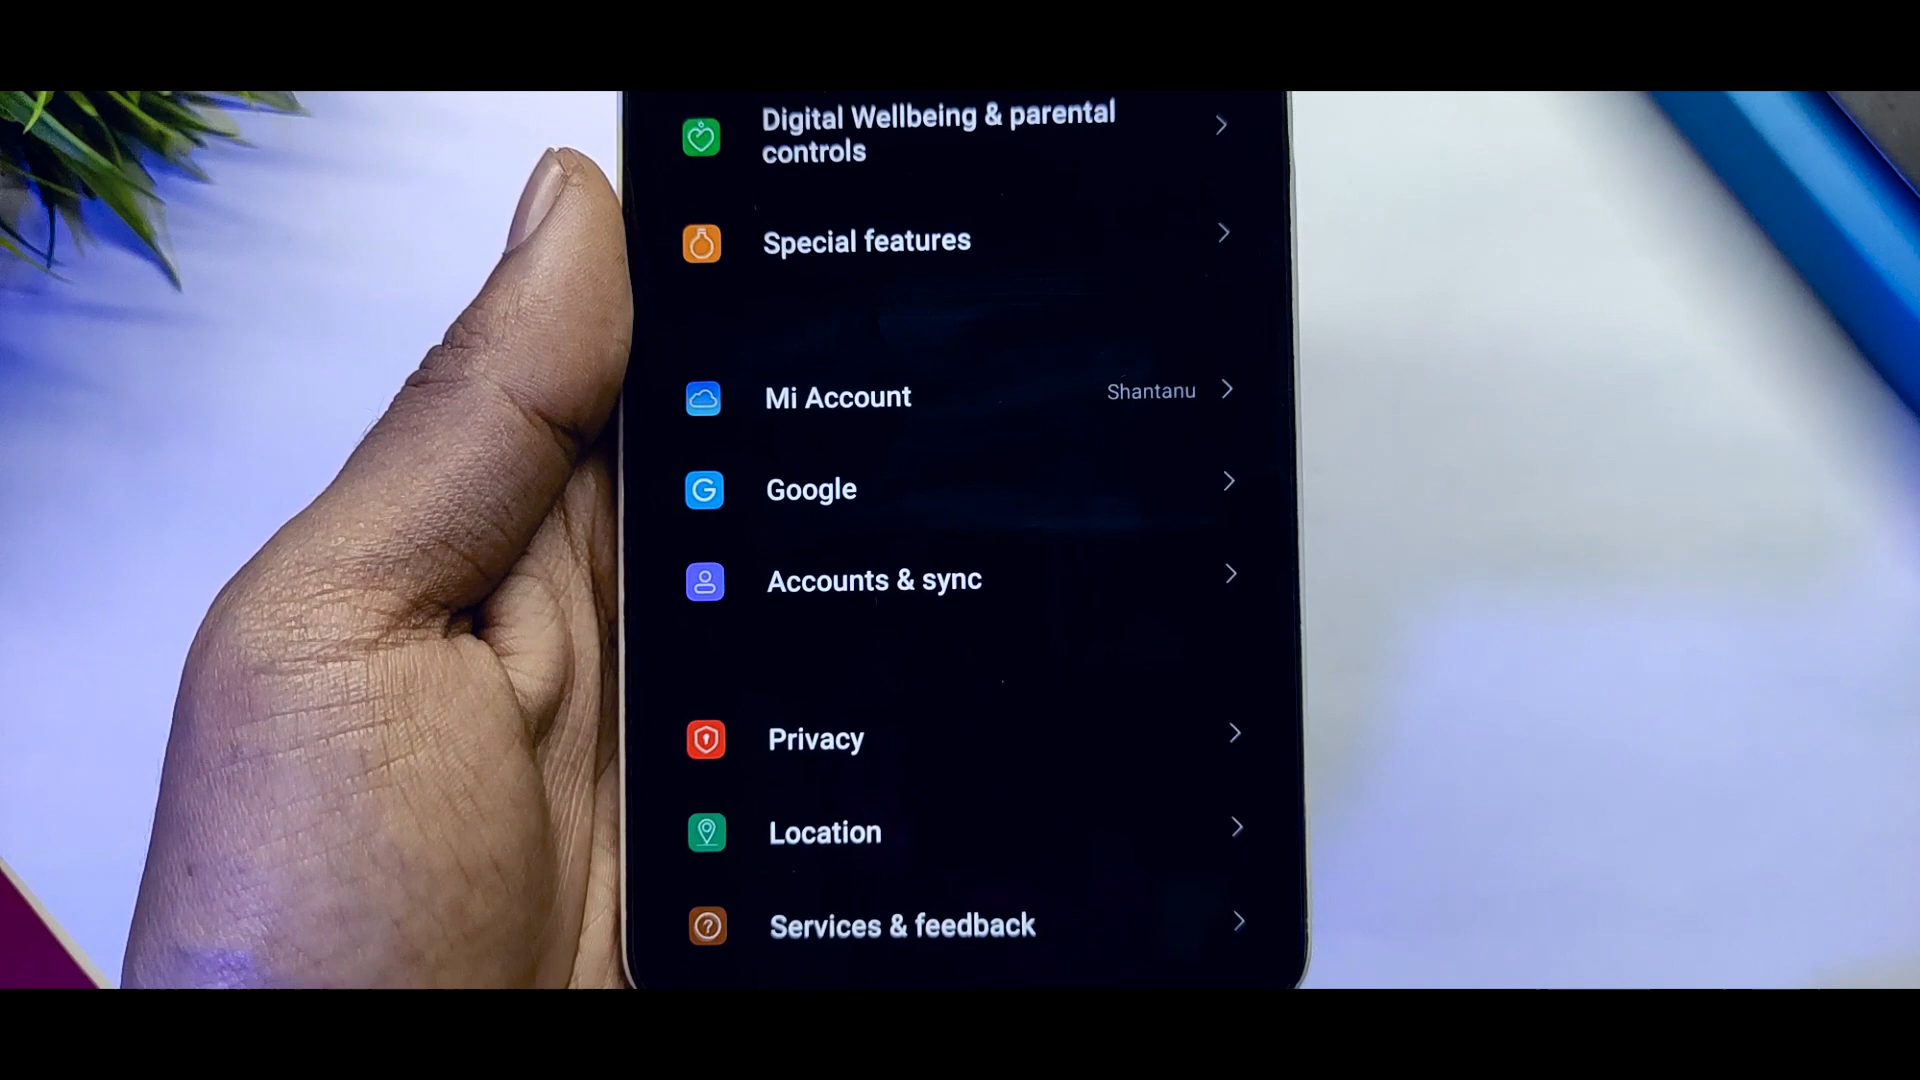 Digital Wellbeing & parental
controls
Special features
Mi Account
Shantanu
Google
Accounts & sync
Privacy
Location
Services & feedback